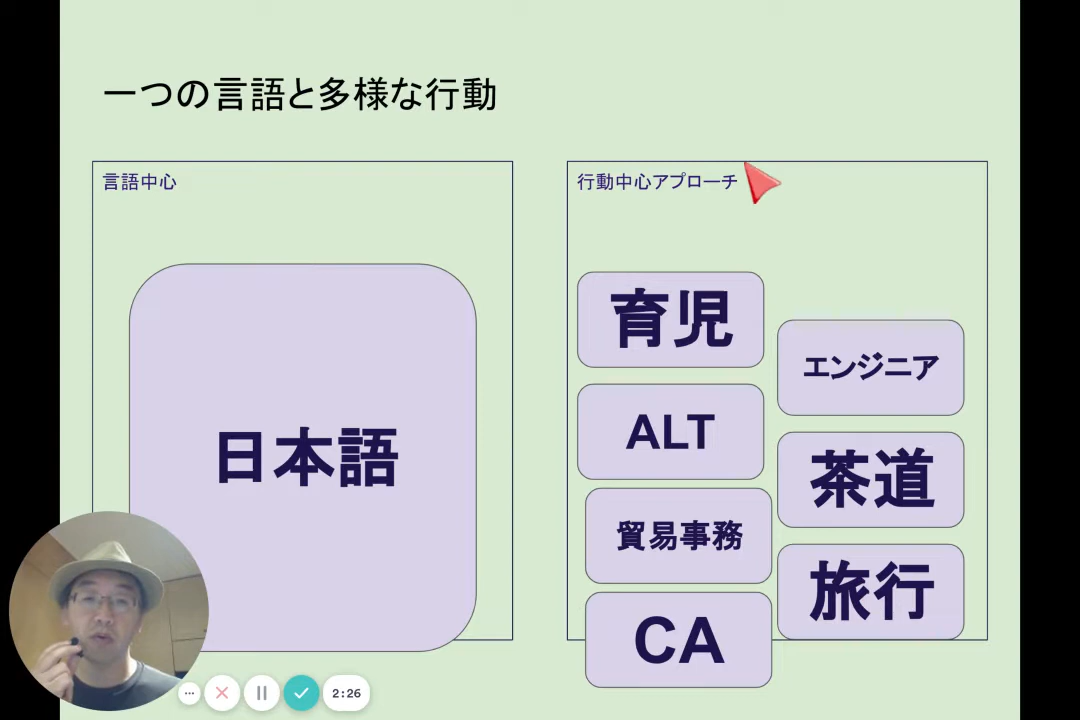 一つの言語と多様な行動
言語中心
日本語
行動中心アプローチ
育児
エンジニア
ALT
茶道
貿易事務
旅行
CA
2:26